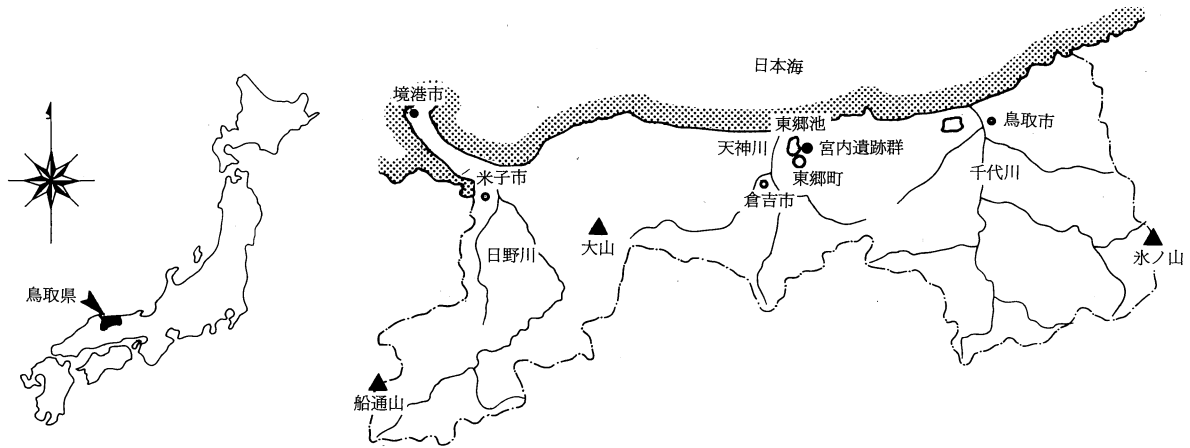 鳥取県
日本海
境港市
米子市
日野川
大山
船通山
天神川
東郷池
宮内遺跡群
東郷町
倉吉市
鳥取市
千代川
氷ノ山